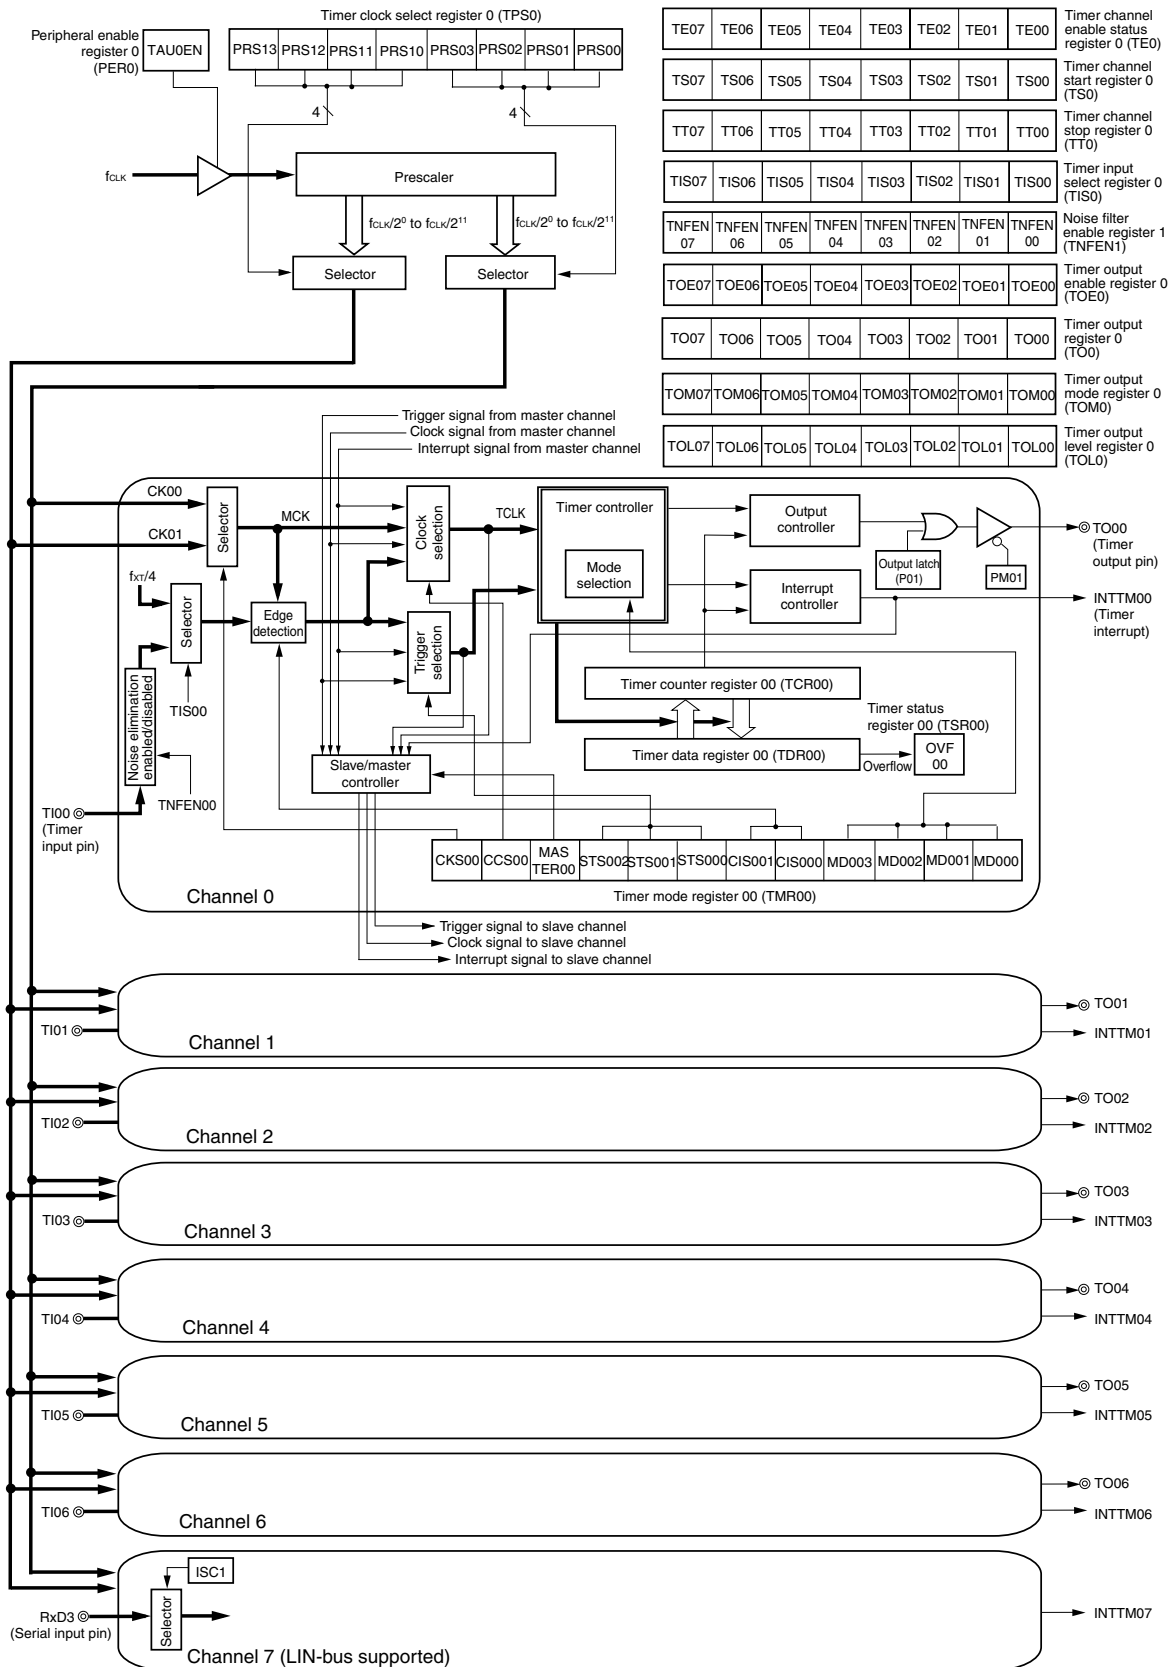 Timer clock select register 0 (TPS0)
Peripheral enable
register 0
(PER0)
TAU0EN
PRS13 PRS12 PRS11 PRS10 PRS03 PRS02 PRS01 PRS00
4
4
fCLK
Prescaler
fCLK/2⁰ to fCLK/2¹¹
fCLK/2⁰ to fCLK/2¹¹
Selector
Selector
TE07 TE06 TE05 TE04 TE03 TE02 TE01 TE00
Timer channel
enable status
register 0 (TE0)
TS07 TS06 TS05 TS04 TS03 TS02 TS01 TS00
Timer channel
start register 0
(TS0)
TT07 TT06 TT05 TT04 TT03 TT02 TT01 TT00
Timer channel
stop register 0
(TT0)
TIS07 TIS06 TIS05 TIS04 TIS03 TIS02 TIS01 TIS00
Timer input
select register 0
(TIS0)
TNFEN TNFEN TNFEN TNFEN TNFEN TNFEN TNFEN TNFEN
07 06 05 04 03 02 01 00
Noise filter
enable register 1
(TNFEN1)
TOE07 TOE06 TOE05 TOE04 TOE03 TOE02 TOE01 TOE00
Timer output
enable register 0
(TOE0)
TO07 TO06 TO05 TO04 TO03 TO02 TO01 TO00
Timer output
register 0
(TO0)
TOM07 TOM06 TOM05 TOM04 TOM03 TOM02 TOM01 TOM00
Timer output
mode register 0
(TOM0)
TOL07 TOL06 TOL05 TOL04 TOL03 TOL02 TOL01 TOL00
Timer output
level register 0
(TOL0)
Trigger signal from master channel
Clock signal from master channel
Interrupt signal from master channel
CK00
CK01
Selector
MCK
Clock
selection
TCLK
Timer controller
Mode
selection
Output
controller
Output latch
(P01)
PM01
TO00
(Timer
output pin)
fXT/4
Selector
Edge
detection
Trigger
selection
Interrupt
controller
INTTM00
(Timer
interrupt)
Noise elimination
enabled/disabled
TIS00
TNFEN00
TI00
(Timer
input pin)
Slave/master
controller
Timer counter register 00 (TCR00)
Timer status
register 00 (TSR00)
Timer data register 00 (TDR00)
Overflow
OVF
00
CKS00 CCS00 MAS
TER00 STS002 STS001 STS000 CIS001 CIS000 MD003 MD002 MD001 MD000
Channel 0
Timer mode register 00 (TMR00)
Trigger signal to slave channel
Clock signal to slave channel
Interrupt signal to slave channel
TI01
Channel 1
TO01
INTTM01
TI02
Channel 2
TO02
INTTM02
TI03
Channel 3
TO03
INTTM03
TI04
Channel 4
TO04
INTTM04
TI05
Channel 5
TO05
INTTM05
TI06
Channel 6
TO06
INTTM06
ISC1
RxD3
(Serial input pin)
Selector
INTTM07
Channel 7 (LIN-bus supported)